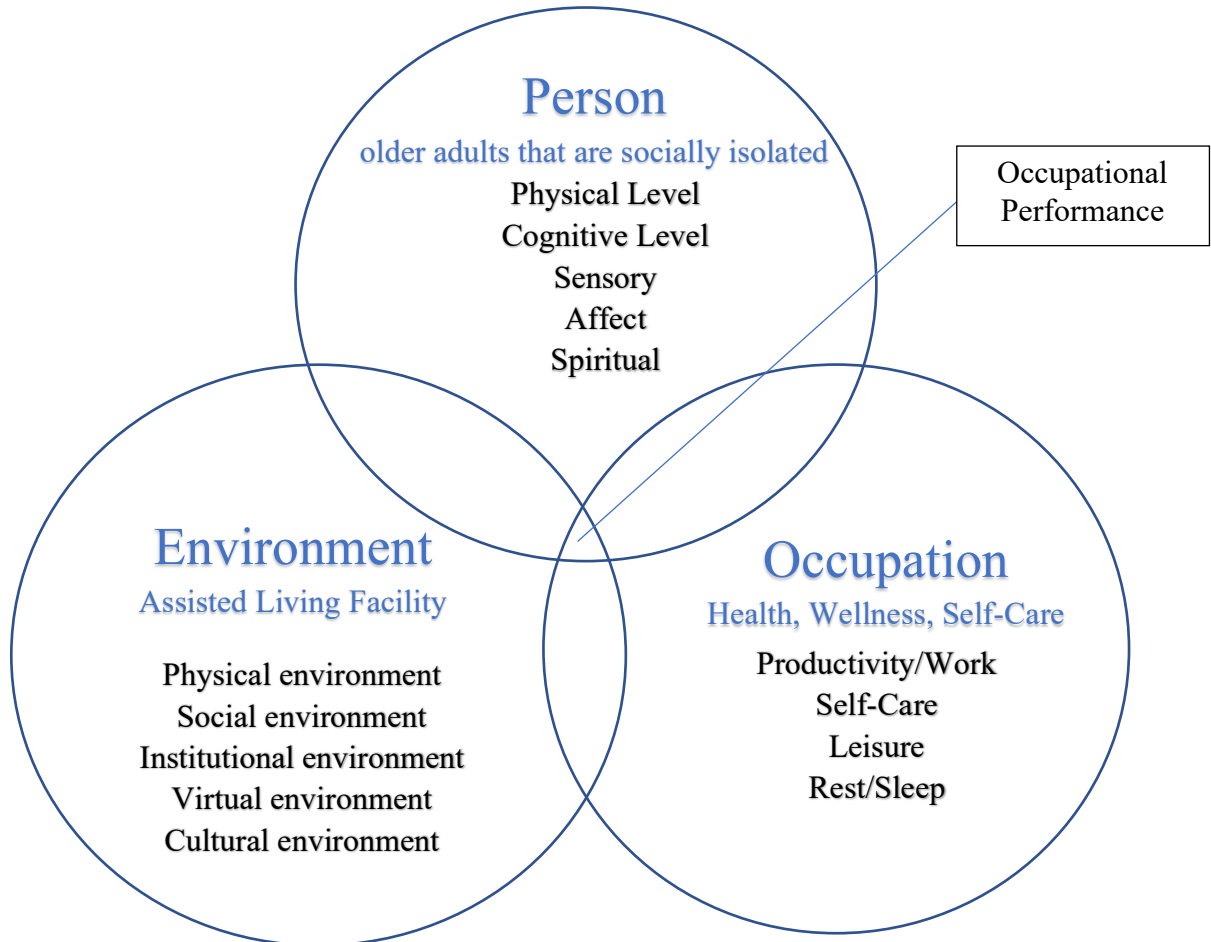 Person
older adults that are socially isolated
Physical Level
Cognitive Level
Sensory
Affect
Spiritual
Occupational
Performance
Environment
Assisted Living Facility
Physical environment
Social environment
Institutional environment
Virtual environment
Cultural environment
Occupation
Health, Wellness, Self-Care
Productivity/Work
Self-Care
Leisure
Rest/Sleep